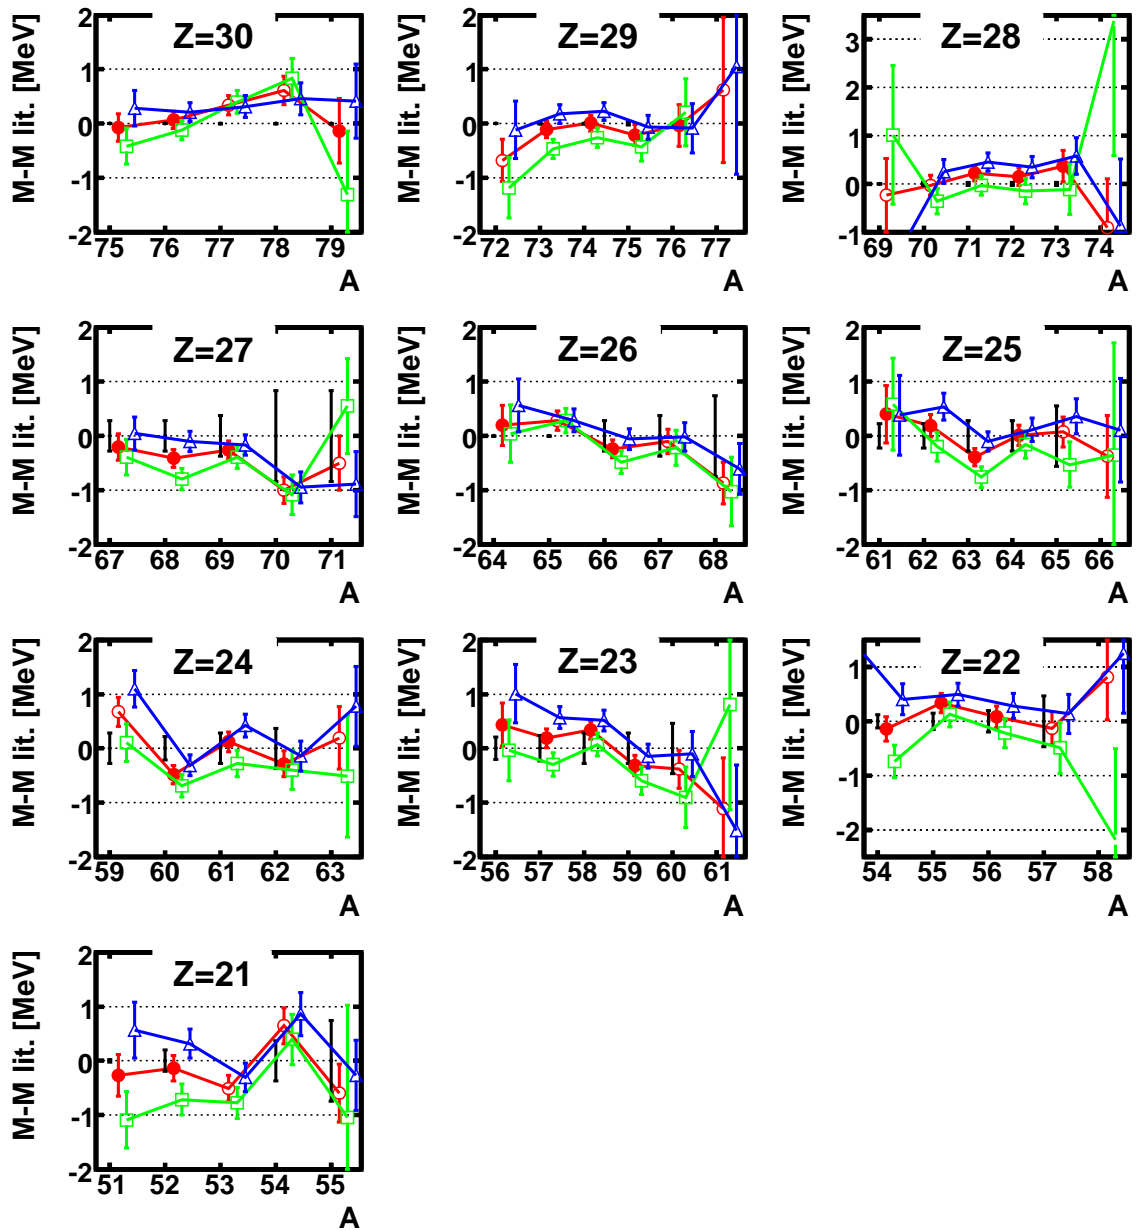 Z=30
M-M lit. [MeV]
2
1
0
-1
-2
75 76 77 78 79
A
Z=29
M-M lit. [MeV]
2
1
0
-1
-2
72 73 74 75 76 77
A
Z=28
M-M lit. [MeV]
3
2
1
0
-1
69 70 71 72 73 74
A
Z=27
M-M lit. [MeV]
2
1
0
-1
-2
67 68 69 70 71
A
Z=26
M-M lit. [MeV]
2
1
0
-1
-2
64 65 66 67 68
A
Z=25
M-M lit. [MeV]
2
1
0
-1
-2
61 62 63 64 65 66
A
Z=24
M-M lit. [MeV]
2
1
0
-1
-2
59 60 61 62 63
A
Z=23
M-M lit. [MeV]
2
1
0
-1
-2
56 57 58 59 60 61
A
Z=22
M-M lit. [MeV]
1
0
-1
-2
54 55 56 57 58
A
Z=21
M-M lit. [MeV]
2
1
0
-1
-2
51 52 53 54 55
A